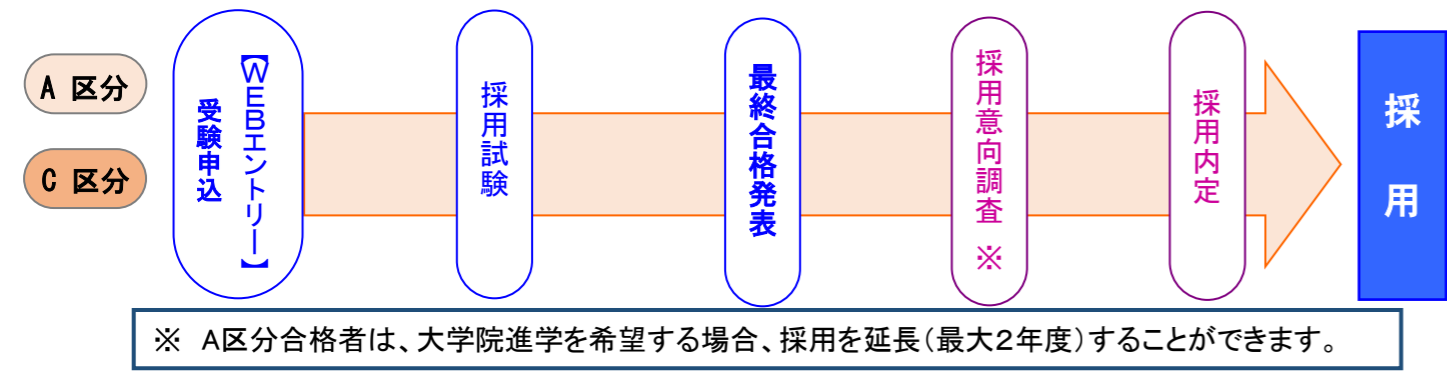 A 区分
C 区分
受験申込
【WEBエントリー】
採用試験
最終合格発表
採用意向調査 ※
採用内定
採用
※ A区分合格者は、大学院進学を希望する場合、採用を延長(最大２年度)することができます。